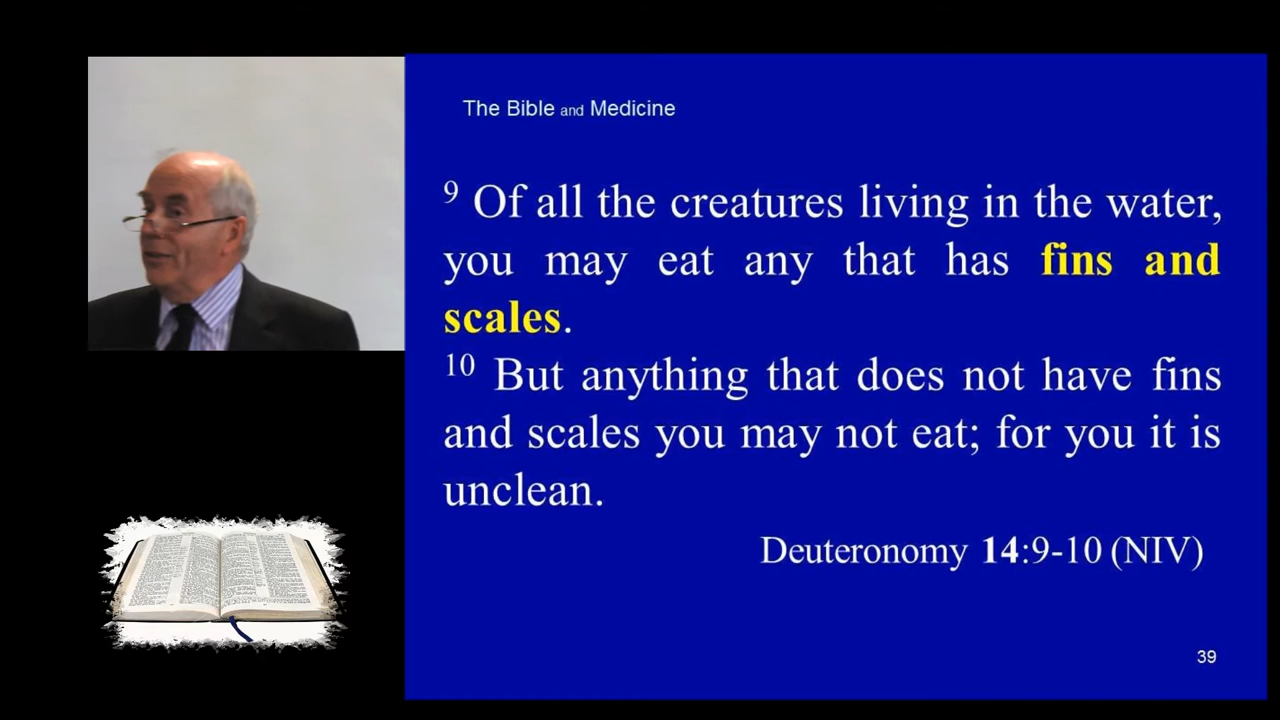 The Bible and Medicine
9 Of all the creatures living in the water,
you may eat any that has fins and
scales.
10 But anything that does not have fins
and scales you may not eat; for you it is
unclean.
Deuteronomy 14:9-10 (NIV)
39